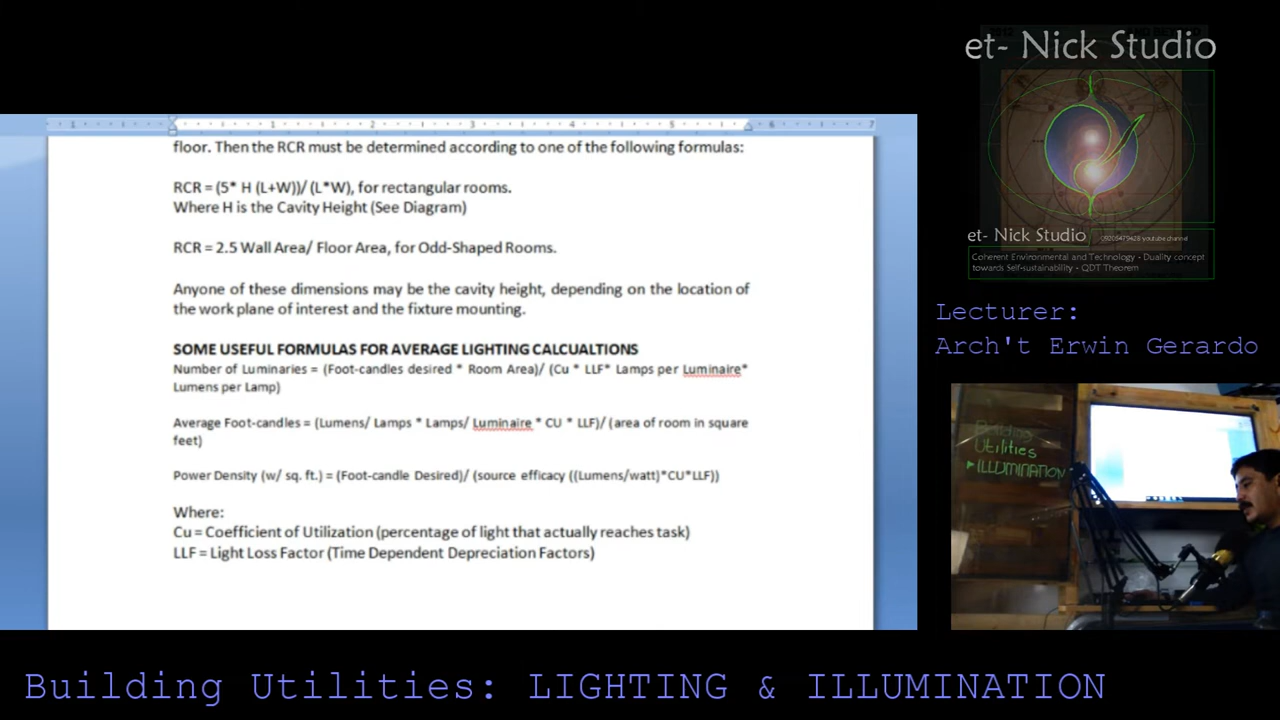 et- Nick Studio
floor. Then the RCR must be determined according to one of the following formulas:
RCR = (5* H (L+W))/ (L*W), for rectangular rooms.
Where H is the Cavity Height (See Diagram)
RCR = 2.5 Wall Area/ Floor Area, for Odd-Shaped Rooms.
Anyone of these dimensions may be the cavity height, depending on the location of
the work plane of interest and the fixture mounting.
SOME USEFUL FORMULAS FOR AVERAGE LIGHTING CALCUALTIONS
Number of Luminaries = (Foot-candles desired * Room Area)/ (Cu * LLF* Lamps per Luminaire*
Lumens per Lamp)
Average Foot-candles = (Lumens/ Lamps * Lamps/ Luminaire * CU * LLF)/ (area of room in square
feet)
Power Density (w/ sq. ft.) = (Foot-candle Desired)/ (source efficacy ((Lumens/watt)*CU*LLF))
Where:
Cu = Coefficient of Utilization (percentage of light that actually reaches task)
LLF = Light Loss Factor (Time Dependent Depreciation Factors)
et- Nick Studio
youtube channel
Coherent Environmental and Technology - Duality concept
towards Self-sustainability - QDT Theorem
Lecturer:
Arch't Erwin Gerardo
Building
Utilities
ILLUMINATION
Building Utilities: LIGHTING & ILLUMINATION